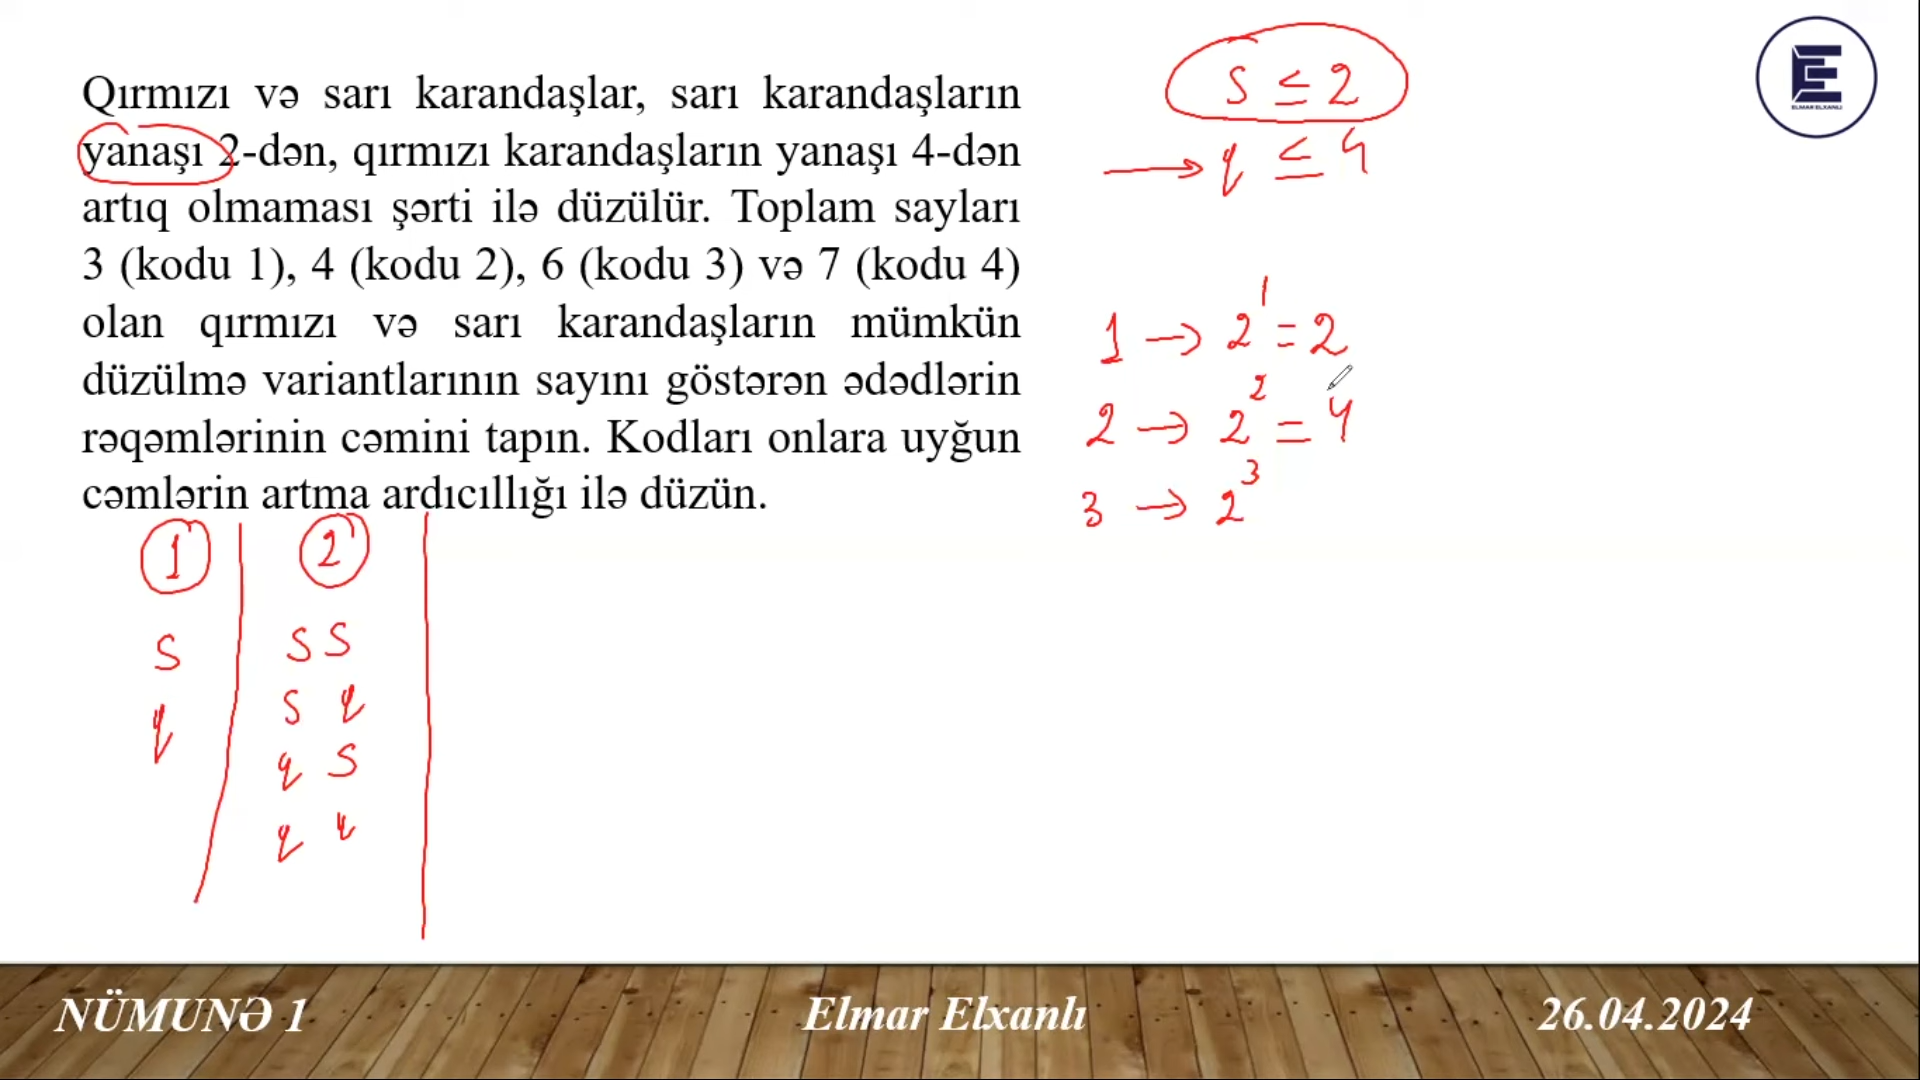 Qırmızı və sarı karandaşlar, sarı karandaşların
yanaşı 2-dən, qırmızı karandaşların yanaşı 4-dən
artıq olmaması şərti ilə düzülür. Toplam sayları
3 (kodu 1), 4 (kodu 2), 6 (kodu 3) və 7 (kodu 4)
olan qırmızı və sarı karandaşların mümkün
düzülmə variantlarının sayını göstərən ədədlərin
rəqəmlərinin cəmini tapın. Kodları onlara uyğun
cəmlərin artma ardıcıllığı ilə düzün.
s ≤ 2
→ q ≤ 4
1 → 2¹ = 2
2 → 2² = 4
3 → 2³
1
s
q
2
s s
s q
q s
q q
E
ELMAR ELXANLI
NÜMUNƏ 1
Elmar Elxanlı
26.04.2024